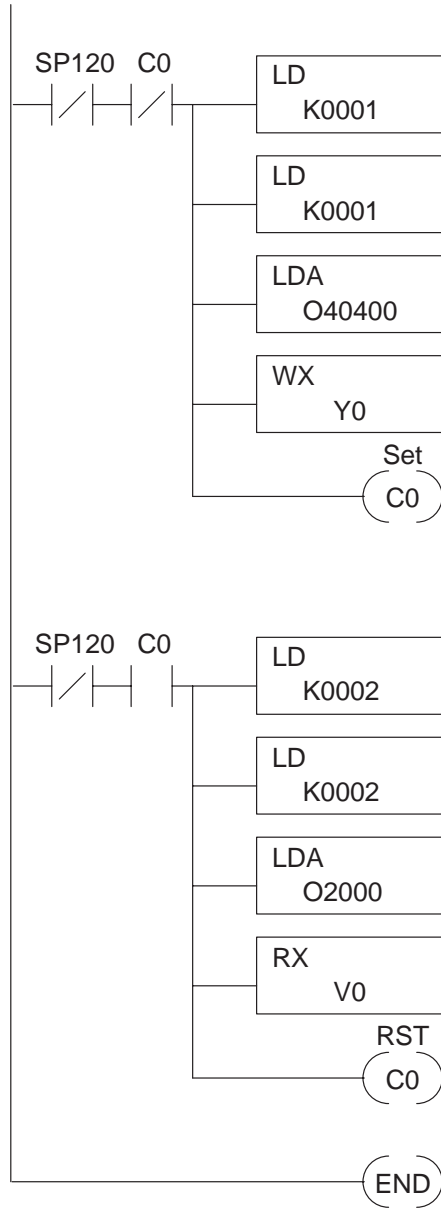 SP120 C0
LD
K0001
LD
K0001
LDA
O40400
WX
Y0
Set
C0
SP120 C0
LD
K0002
LD
K0002
LDA
O2000
RX
V0
RST
C0
END